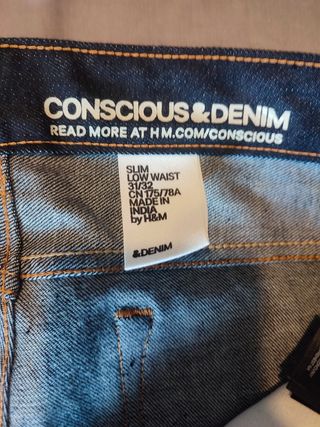 CONSCIOUS&DENIM
READ MORE AT HM.COM/CONSCIOUS
SLIM
LOW WAIST
31/32
CN 175/78A
MADE IN
INDIA
by H&M
&DENIM